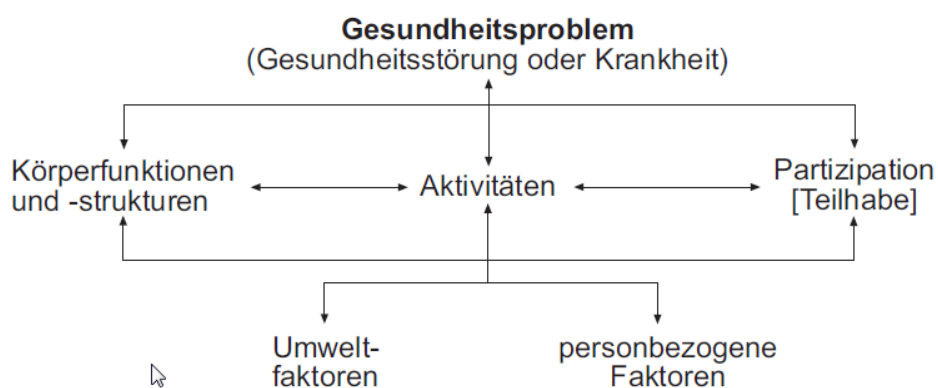 Gesundheitsproblem
(Gesundheitsstörung oder Krankheit)
Körperfunktionen
und -strukturen
Aktivitäten
Partizipation
[Teilhabe]
Umwelt-
faktoren
personbezogene
Faktoren